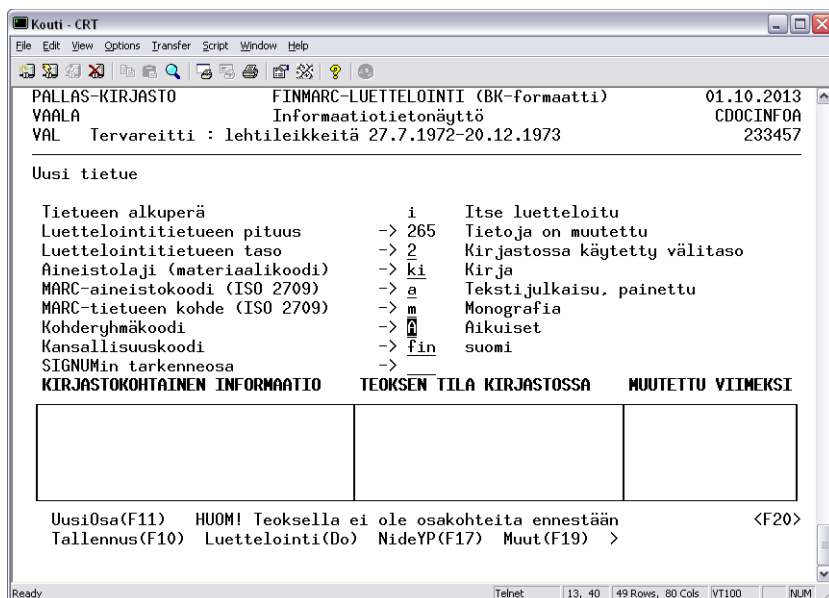 Kouti - CRT
File Edit View Options Transfer Script Window Help
PALLAS-KIRJASTO FINMARC-LUETTELOINTI (BK-formaatti) 01.10.2013
VAALA Informaatiotietonäyttö CDOCINFOA
VAL Tervareitti : lehtileikkeitä 27.7.1972-20.12.1973 233457
Uusi tietue
Tietueen alkuperä i Itse luetteloitu
Luettelointitietueen pituus -> 265 Tietoja on muutettu
Luettelointitietueen taso -> 2 Kirjastossa käytetty välitaso
Aineistolaji (materiaalikoodi) -> ki Kirja
MARC-aineistokoodi (ISO 2709) -> a Tekstijulkaisu, painettu
MARC-tietueen kohde (ISO 2709) -> m Monografia
Kohderyhmäkoodi -> A Aikuiset
Kansallisuuskoodi -> fin suomi
SIGNUMin tarkenneosa -> ___
KIRJASTOKOHTAINEN INFORMAATIO TEOKSEN TILA KIRJASTOSSA MUUTETTU VIIMEKSI
UusiOsa(F11) HUOM! Teoksella ei ole osakohteita ennestään <F20>
Tallennus(F10) Luettelointi(Do) NideYP(F17) Muut(F19) >
Ready Telnet 13, 40 49 Rows, 80 Cols VT100 NUM